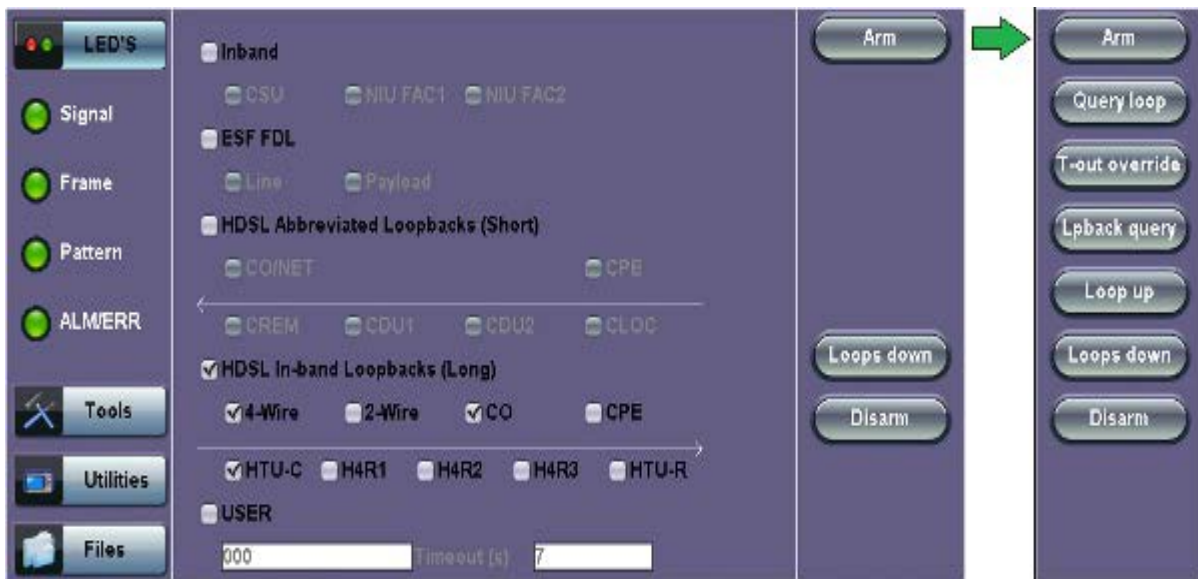 LED'S
Signal
Frame
Pattern
ALM/ERR
Tools
Utilities
Files
Inband
CSU NIU FAC1 NIU FAC2
ESF FDL
Line Payload
HDSL Abbreviated Loopbacks (Short)
CO/NET CPE
CREM CDU1 CDU2 CLOC
HDSL In-band Loopbacks (Long)
4-Wire 2-Wire CO CPE
HTU-C H4R1 H4R2 H4R3 HTU-R
USER
000 Timeout (s) 7
Arm
Loops down
Disarm
Arm
Query loop
T-out override
Lpback query
Loop up
Loops down
Disarm